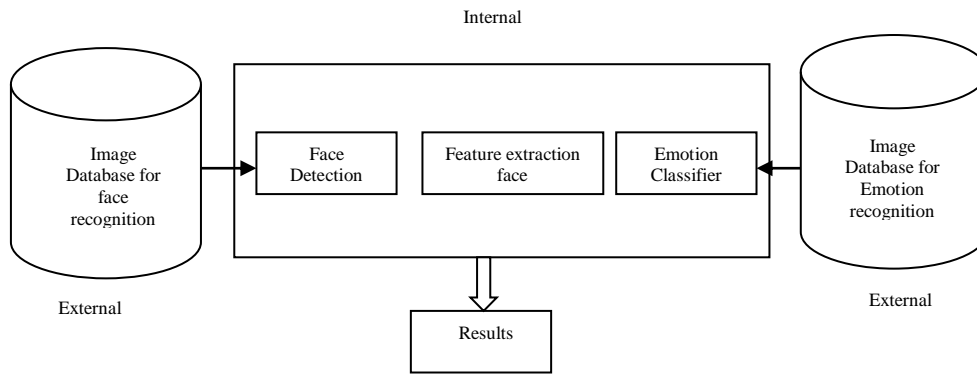 Internal
Image
Database for
face
recognition
External
Face
Detection
Feature extraction
face
Emotion
Classifier
Image
Database for
Emotion
recognition
External
Results